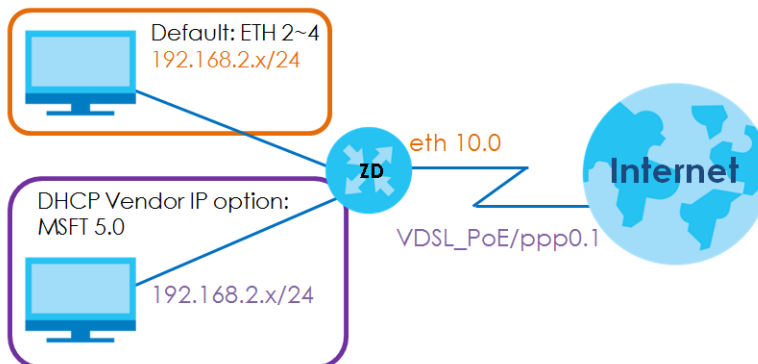 Default: ETH 2~4
192.168.2.x/24
eth 10.0
ZD
Internet
DHCP Vendor IP option:
MSFT 5.0
VDSL_PoE/ppp0.1
192.168.2.x/24